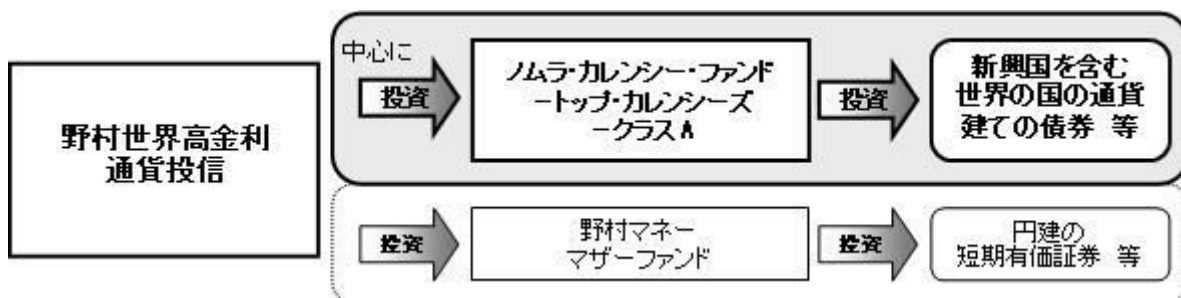 野村世界高金利
通貨投信
中心に
投資
ノムラ・カレンシー・ファンド
－トップ・カレンシーズ
－クラスA
投資
新興国を含む
世界の国の通貨
建ての債券 等
投資
野村マネー
マザーファンド
投資
円建の
短期有価証券 等